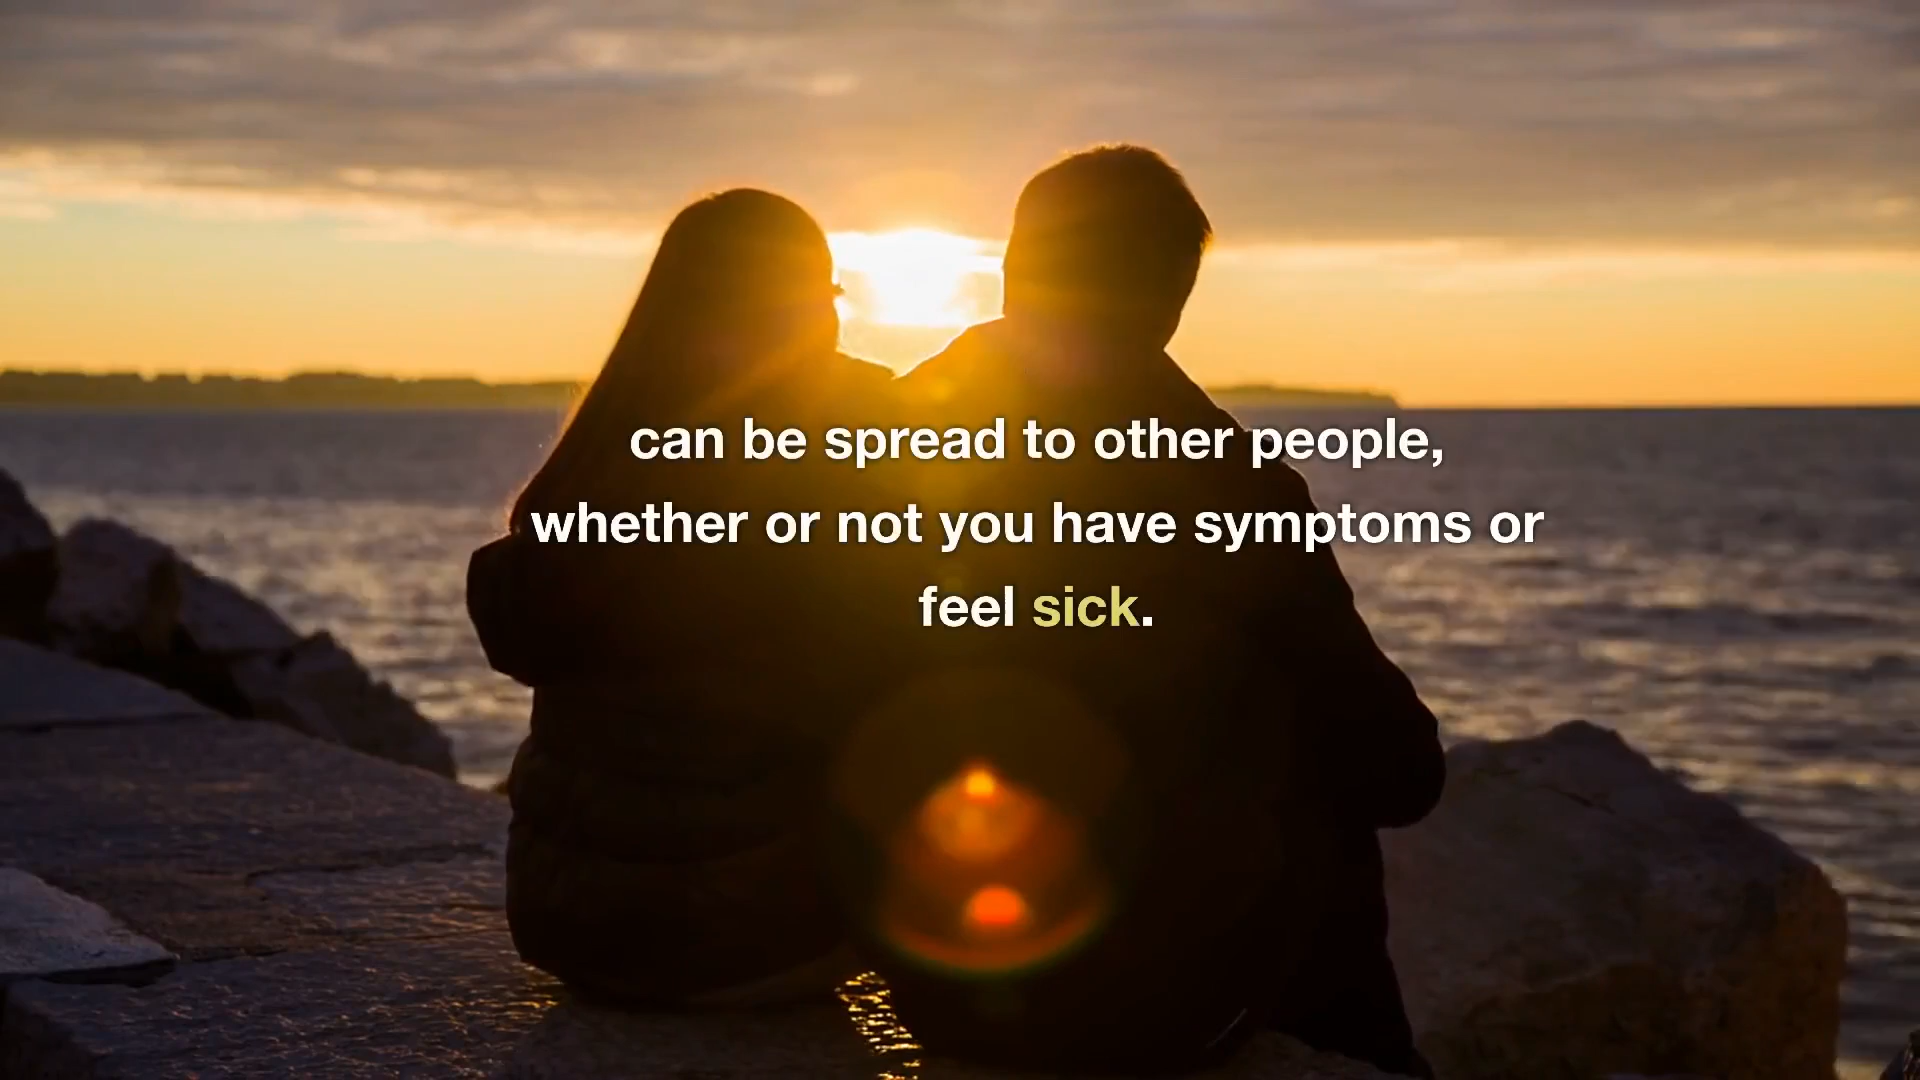 can be spread to other people,
whether or not you have symptoms or
feel sick.